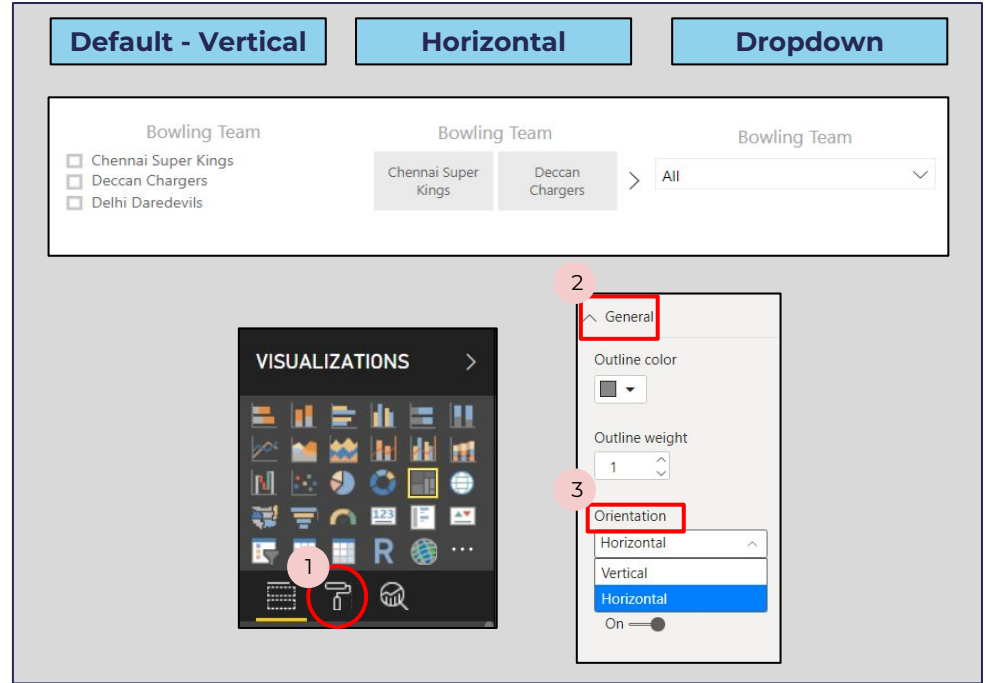 Default - Vertical
Horizontal
Dropdown
Bowling Team
Chennai Super Kings
Deccan Chargers
Delhi Daredevils
Bowling Team
Chennai Super
Kings
Deccan
Chargers
>
Bowling Team
All
VISUALIZATIONS >
123
R
...
1
2
General
Outline color
Outline weight
1
3
Orientation
Horizontal
Vertical
Horizontal
On